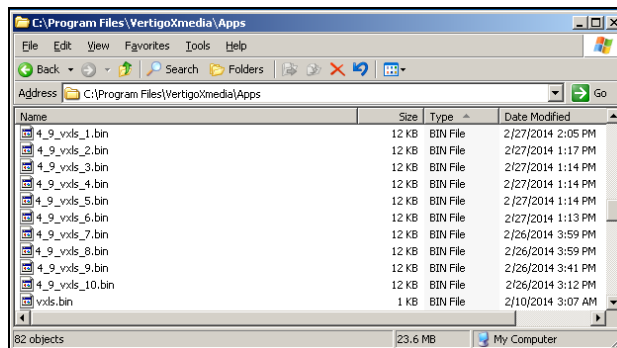 C:\Program Files\VertigoXmedia\Apps
File Edit View Favorites Tools Help
Back Search Folders
Address C:\Program Files\VertigoXmedia\Apps Go
Name Size Type Date Modified
4_9_vxls_1.bin 12 KB BIN File 2/27/2014 2:05 PM
4_9_vxls_2.bin 12 KB BIN File 2/27/2014 1:17 PM
4_9_vxls_3.bin 12 KB BIN File 2/27/2014 1:14 PM
4_9_vxls_4.bin 12 KB BIN File 2/27/2014 1:14 PM
4_9_vxls_5.bin 12 KB BIN File 2/27/2014 1:14 PM
4_9_vxls_6.bin 12 KB BIN File 2/27/2014 1:13 PM
4_9_vxls_7.bin 12 KB BIN File 2/26/2014 3:59 PM
4_9_vxls_8.bin 12 KB BIN File 2/26/2014 3:59 PM
4_9_vxls_9.bin 12 KB BIN File 2/26/2014 3:41 PM
4_9_vxls_10.bin 12 KB BIN File 2/26/2014 3:12 PM
vxls.bin 1 KB BIN File 2/10/2014 3:07 AM
82 objects 23.6 MB My Computer